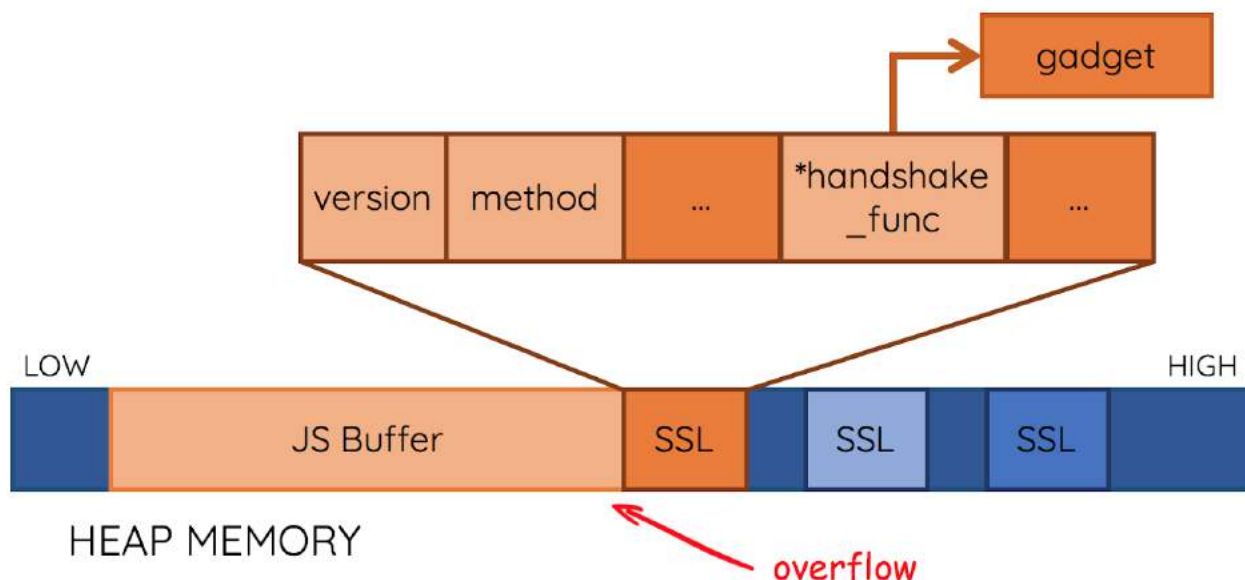 gadget
version
method
...
*handshake
_func
...
LOW
HIGH
JS Buffer
SSL
SSL
SSL
HEAP MEMORY
overflow